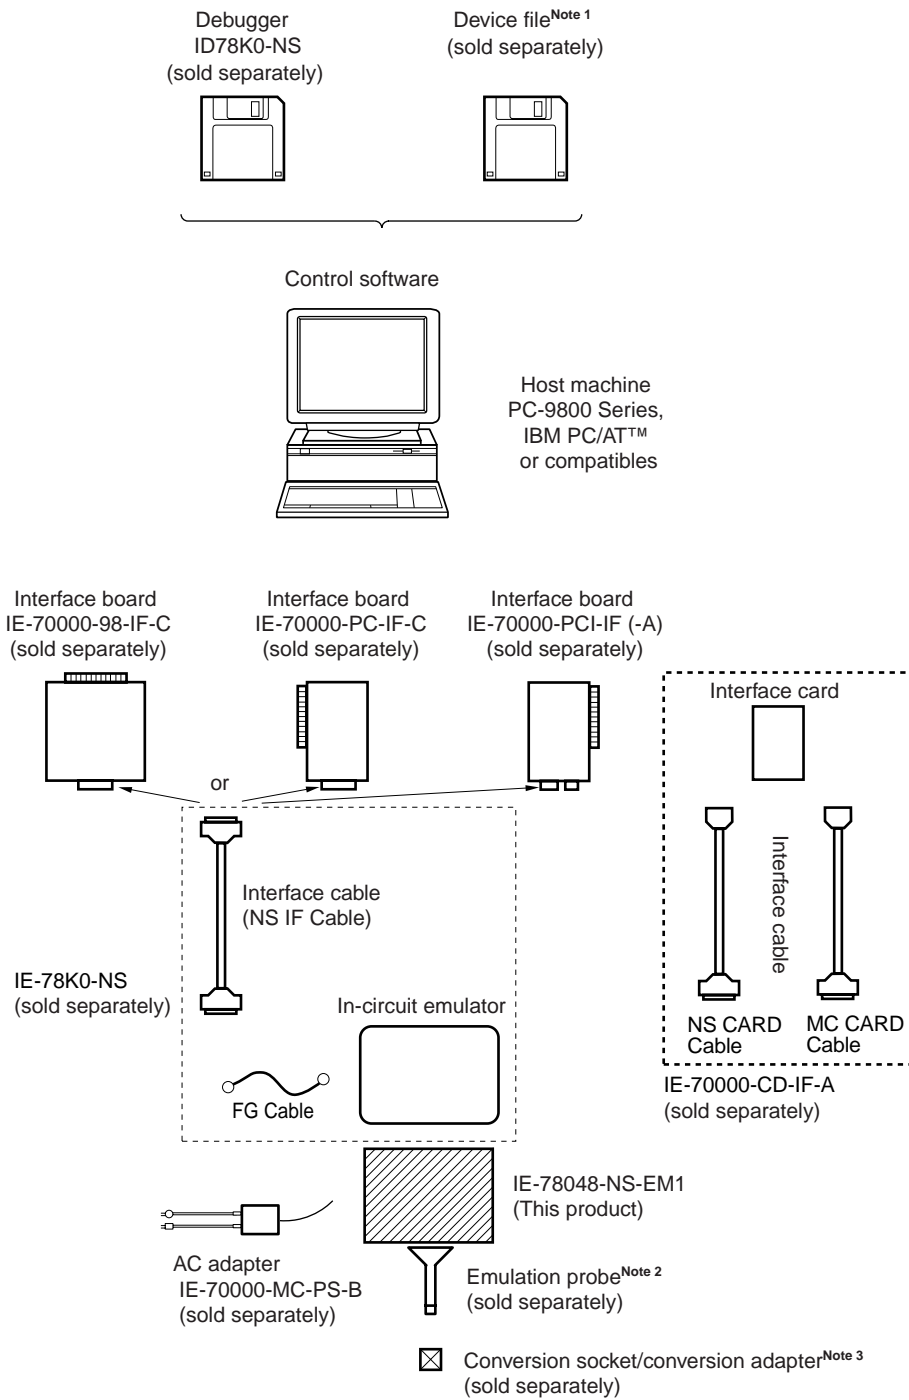 Debugger
ID78K0-NS
(sold separately)
Device fileNote 1
(sold separately)
Control software
Host machine
PC-9800 Series,
IBM PC/AT™
or compatibles
Interface board
IE-70000-98-IF-C
(sold separately)
Interface board
IE-70000-PC-IF-C
(sold separately)
Interface board
IE-70000-PCI-IF (-A)
(sold separately)
Interface card
or
Interface cable
(NS IF Cable)
Interface cable
IE-78K0-NS
(sold separately)
In-circuit emulator
NS CARD
Cable
MC CARD
Cable
FG Cable
IE-70000-CD-IF-A
(sold separately)
IE-78048-NS-EM1
(This product)
AC adapter
IE-70000-MC-PS-B
(sold separately)
Emulation probeNote 2
(sold separately)
Conversion socket/conversion adapterNote 3
(sold separately)